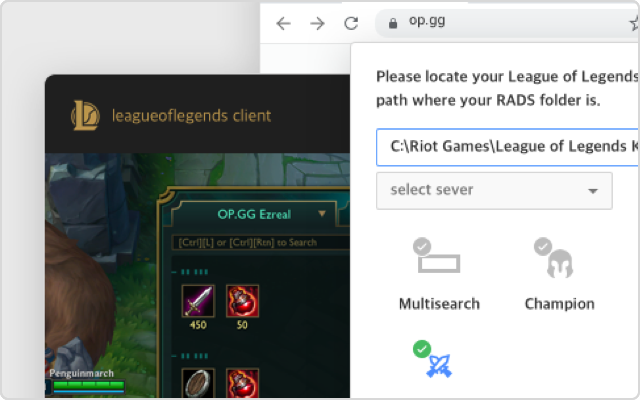 op.gg
Please locate your League of Legends
path where your RADS folder is.
C:\Riot Games\League of Legends K
select sever
Multisearch
Champion
leagueoflegends client
OP.GG Ezreal
[Ctrl][L] or [Ctrl][Rtn] to Search
450
50
Penguinmarch